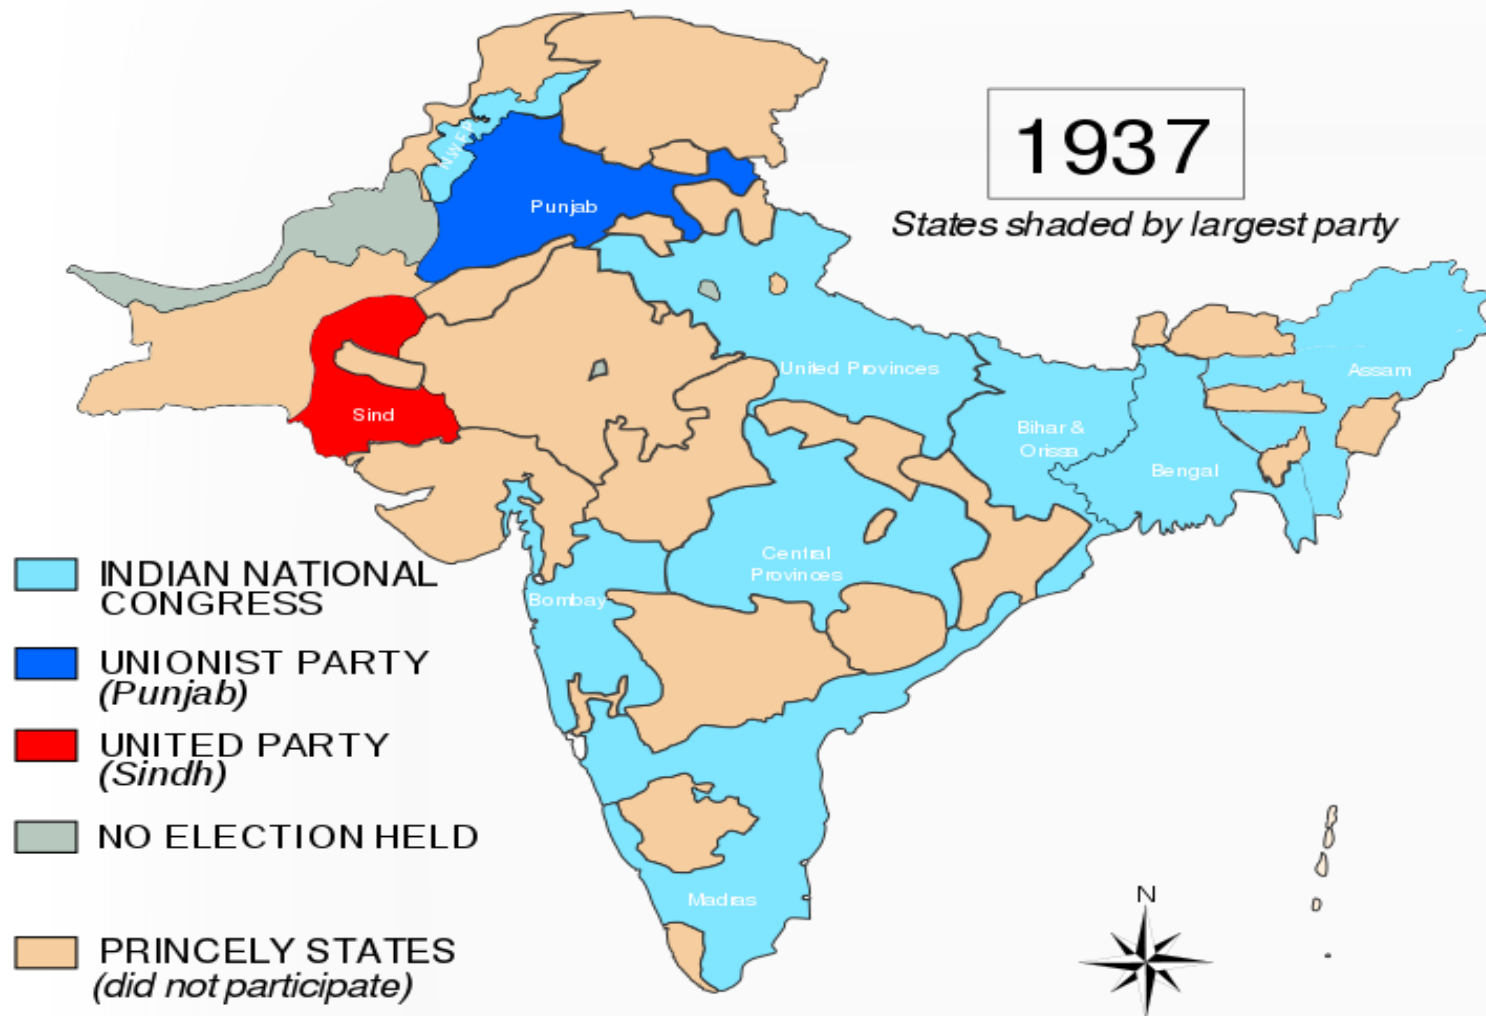 1937
States shaded by largest party
N.W.F.P
Punjab
United Provinces
Assam
Sind
Bihar &
Orissa
Bengal
Central
Provinces
Bombay
Madras
INDIAN NATIONAL
CONGRESS
UNIONIST PARTY
(Punjab)
UNITED PARTY
(Sindh)
NO ELECTION HELD
PRINCELY STATES
(did not participate)
N